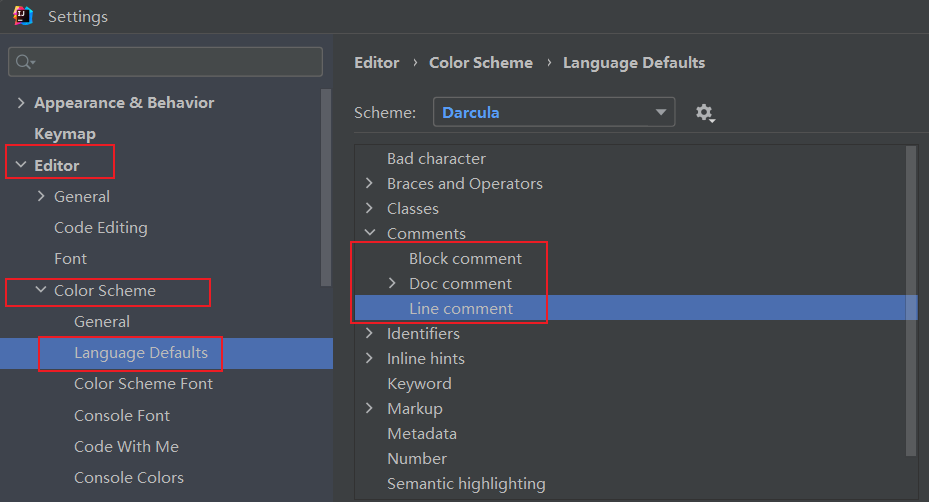 Settings
Appearance & Behavior
Keymap
Editor
General
Code Editing
Font
Color Scheme
General
Language Defaults
Color Scheme Font
Console Font
Code With Me
Console Colors
Editor › Color Scheme › Language Defaults
Scheme: Darcula
Bad character
Braces and Operators
Classes
Comments
Block comment
Doc comment
Line comment
Identifiers
Inline hints
Keyword
Markup
Metadata
Number
Semantic highlighting